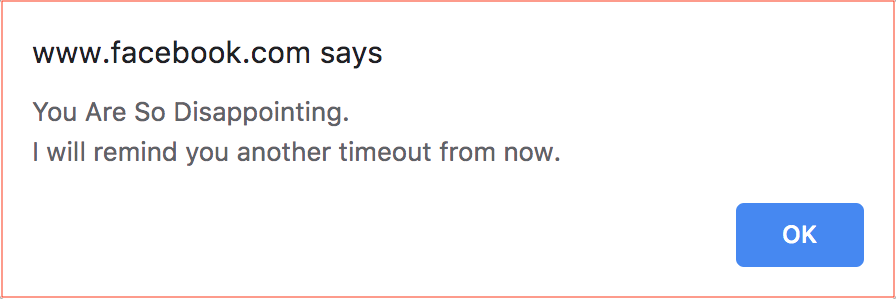 www.facebook.com says
You Are So Disappointing.
I will remind you another timeout from now.
OK